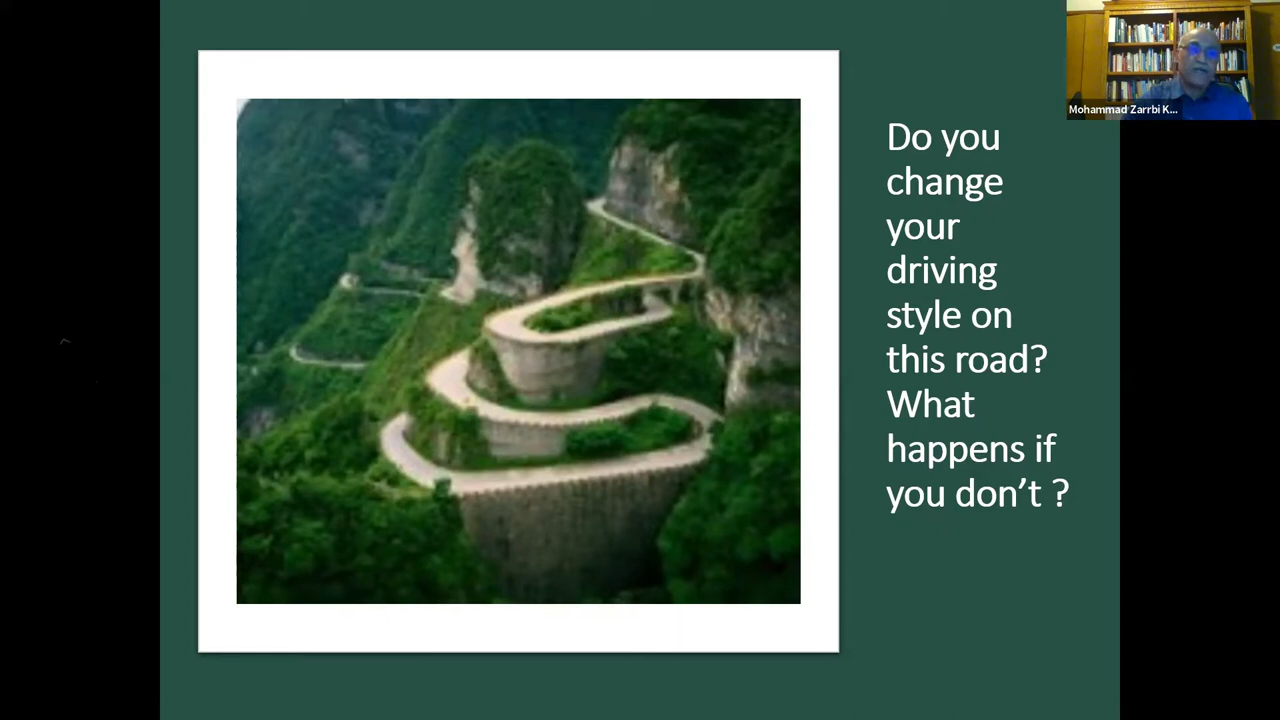 Mohammad Zarrbi K...
Do you
change
your
driving
style on
this road?
What
happens if
you don’t ?